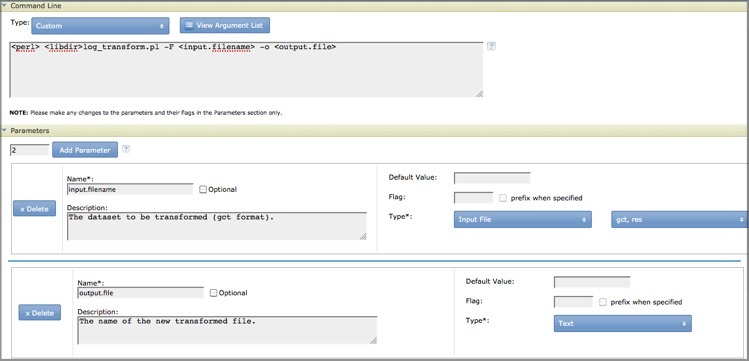 Command Line
Type: Custom View Argument List
<perl> <libdir>log_transform.pl -F <input.filename> -o <output.file>
?
NOTE: Please make any changes to the parameters and their flags in the Parameters section only.
Parameters
2 Add Parameter ?
x Delete
Name*:
input.filename Optional
Description:
The dataset to be transformed (gct format).
Default Value:
Flag: prefix when specified
Type*: Input File gct, res
x Delete
Name*:
output.file Optional
Description:
The name of the new transformed file.
Default Value:
Flag: prefix when specified
Type*: Text